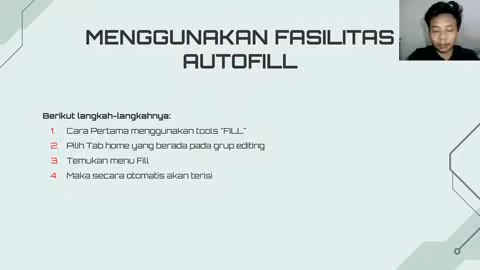 MENGGUNAKAN FASILITAS
AUTOFILL
Berikut langkah-langkahnya:
1. Cara Pertama menggunakan tools "FILL"
2. Pilih Tab home yang berada pada grup editing
3. Temukan menu Fill
4. Maka secara otomatis akan terisi